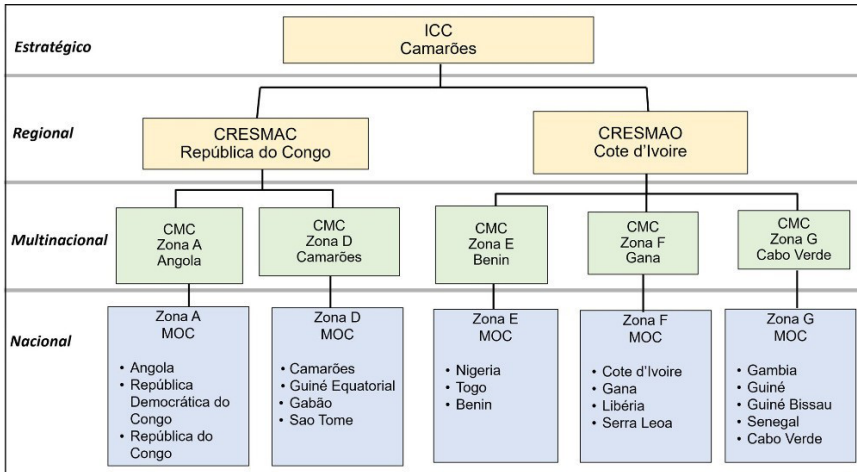 Estratégico
ICC
Camarões
Regional
CRESMAC
República do Congo
CRESMAO
Cote d'Ivoire
Multinacional
CMC
Zona A
Angola
CMC
Zona D
Camarões
CMC
Zona E
Benin
CMC
Zona F
Gana
CMC
Zona G
Cabo Verde
Nacional
Zona A
MOC
• Angola
• República
Democrática do
Congo
• República do
Congo
Zona D
MOC
• Camarões
• Guiné Equatorial
• Gabão
• Sao Tome
Zona E
MOC
• Nigeria
• Togo
• Benin
Zona F
MOC
• Cote d'Ivoire
• Gana
• Libéria
• Serra Leoa
Zona G
MOC
• Gambia
• Guiné
• Guiné Bissau
• Senegal
• Cabo Verde